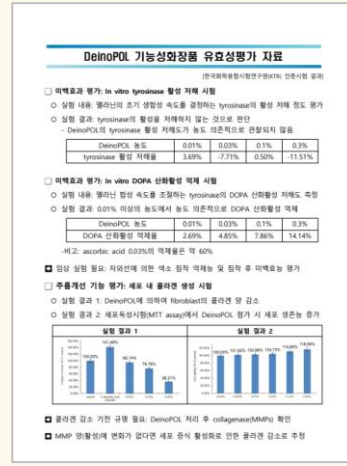 DeinoPOL 기능성화장품 유효성평가 자료
(한국화학융합시험연구원(KTR) 인증시험 결과)
□ 미백효과 평가: In vitro tyrosinase 활성 저해 시험
○ 실험 내용: 멜라닌의 초기 생합성 속도를 결정하는 tyrosinase의 활성 저해 정도 평가
○ 실험 결과: tyrosinase의 활성을 저해하지 않는 것으로 판단
- DeinoPOL의 tyrosinase 활성 저해도가 농도 의존적으로 관찰되지 않음
DeinoPOL 농도 0.01% 0.03% 0.1% 0.3%
tyrosinase 활성 저해율 3.69% -7.71% 0.50% -11.51%
□ 미백효과 평가: In vitro DOPA 산화활성 억제 시험
○ 실험 내용: 멜라닌 합성 속도를 조절하는 tyrosinase의 DOPA 산화활성 저해도 측정
○ 실험 결과: 0.01% 이상의 농도에서 농도 의존적으로 DOPA 산화활성 억제
DeinoPOL 농도 0.01% 0.03% 0.1% 0.3%
DOPA 산화활성 억제율 2.69% 4.85% 7.86% 14.14%
-비고: ascorbic acid 0.03%의 억제율은 약 60%
임상 실험 필요: 자외선에 의한 색소 침착 억제능 및 침착 후 미백효능 평가
□ 주름개선 기능 평가: 세포 내 콜라겐 생성 시험
○ 실험 결과 1: DeinoPOL에 의하여 fibroblast의 콜라겐 양 감소
○ 실험 결과 2: 세포독성시험(MTT assay)에서 DeinoPOL 첨가 시 세포 생존능 증가
실험 결과 1 실험 결과 2
콜라겐 감소 기전 규명 필요: DeinoPOL 처리 후 collagenase(MMPs) 확인
MMP 양(활성)에 변화가 없다면 세포 증식 활성화로 인한 콜라겐 감소로 추정